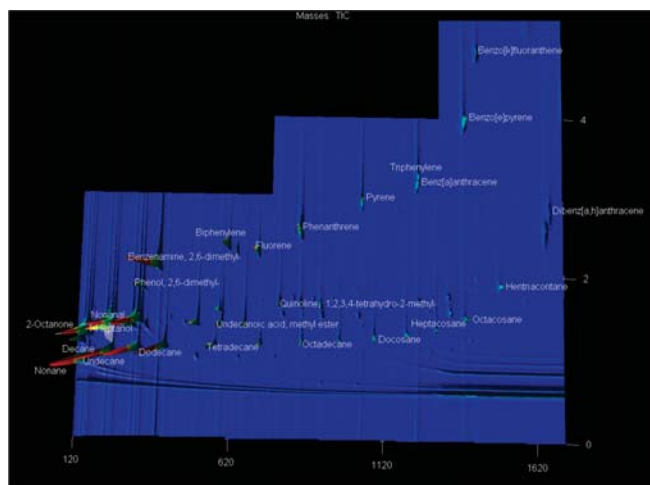 Masses: TIC
Benzo[k]fluoranthene
Benzo[e]pyrene
4
Triphenylene
Benz[a]anthracene
Pyrene
Dibenz[a,h]anthracene
Phenanthrene
Biphenylene
Fluorene
Benzenamine, 2,6-dimethyl-
2
Phenol, 2,6-dimethyl-
Hentriacontane
Quinoline, 1,2,3,4-tetrahydro-2-methyl-
Nonanal
2-Octanone
Undecanoic acid, methyl ester
Octacosane
Heptacosane
Decane
Dodecane
Tetradecane
Octadecane
Docosane
Undecane
Nonane
0
120
620
1120
1620